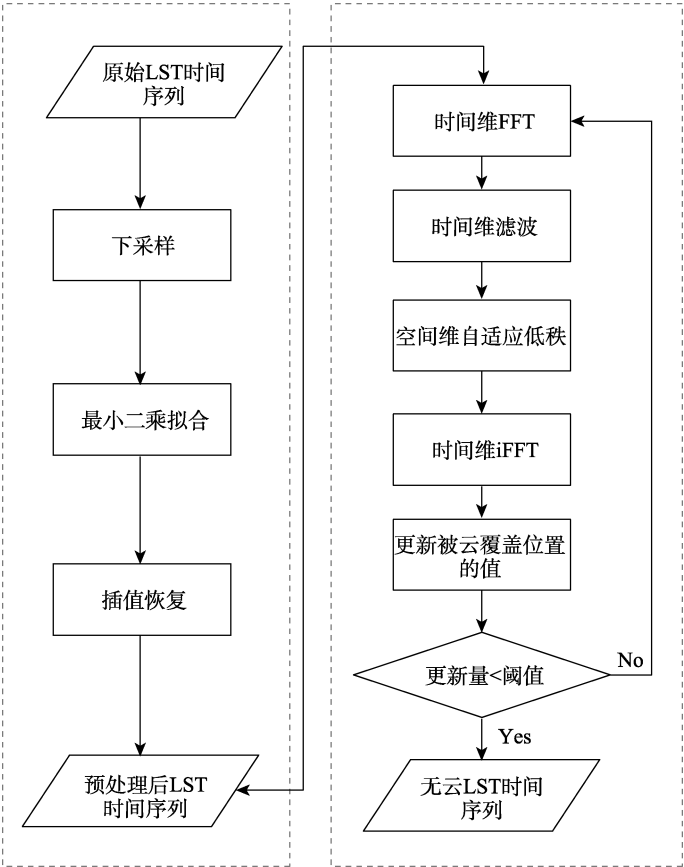 原始LST时间
序列
下采样
最小二乘拟合
插值恢复
预处理后LST
时间序列
时间维FFT
时间维滤波
空间维自适应低秩
时间维iFFT
更新被云覆盖位置
的值
更新量<阈值
No
Yes
无云LST时间
序列